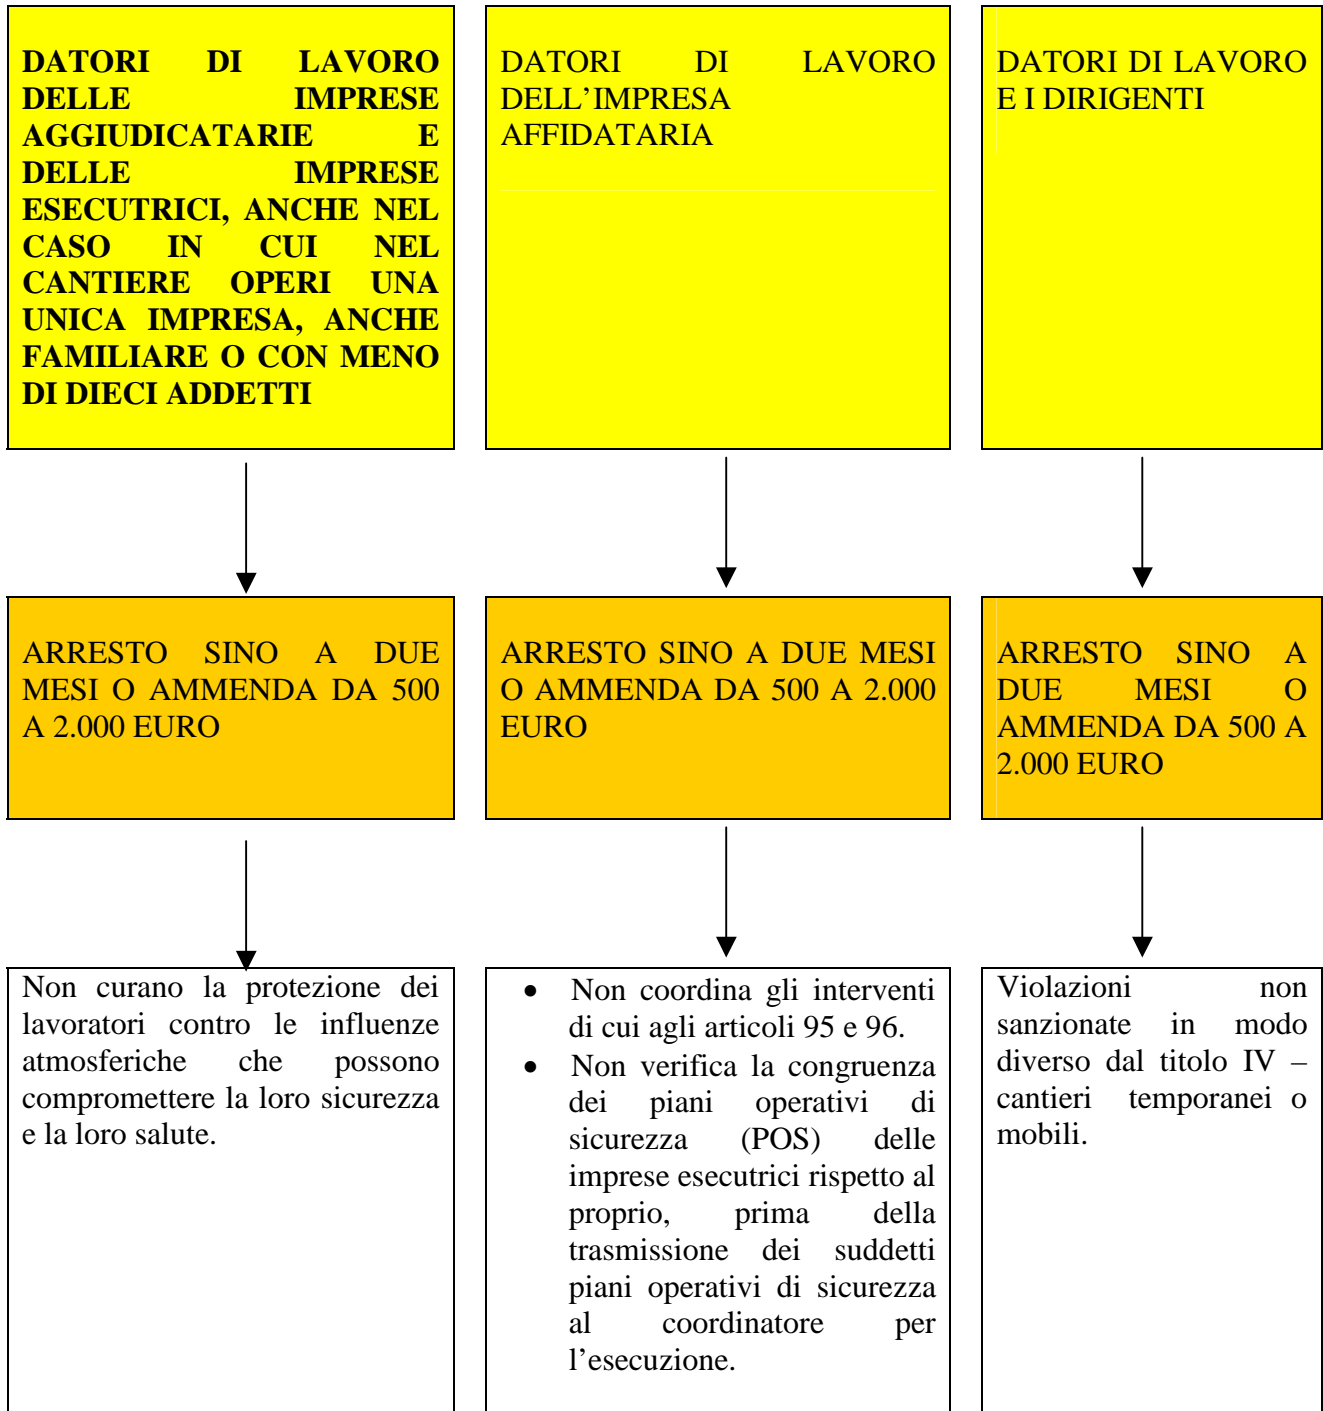 DATORI DI LAVORO
DELLE IMPRESE
AGGIUDICATARIE E
DELLE IMPRESE
ESECUTRICI, ANCHE NEL
CASO IN CUI NEL
CANTIERE OPERI UNA
UNICA IMPRESA, ANCHE
FAMILIARE O CON MENO
DI DIECI ADDETTI
DATORI DI LAVORO
DELL’IMPRESA
AFFIDATARIA
DATORI DI LAVORO
E I DIRIGENTI
ARRESTO SINO A DUE
MESI O AMMENDA DA 500
A 2.000 EURO
ARRESTO SINO A DUE MESI
O AMMENDA DA 500 A 2.000
EURO
ARRESTO SINO A
DUE MESI O
AMMENDA DA 500 A
2.000 EURO
Non curano la protezione dei
lavoratori contro le influenze
atmosferiche che possono
compromettere la loro sicurezza
e la loro salute.
• Non coordina gli interventi
di cui agli articoli 95 e 96.
• Non verifica la congruenza
dei piani operativi di
sicurezza (POS) delle
imprese esecutrici rispetto al
proprio, prima della
trasmissione dei suddetti
piani operativi di sicurezza
al coordinatore per
l’esecuzione.
Violazioni non
sanzionate in modo
diverso dal titolo IV –
cantieri temporanei o
mobili.